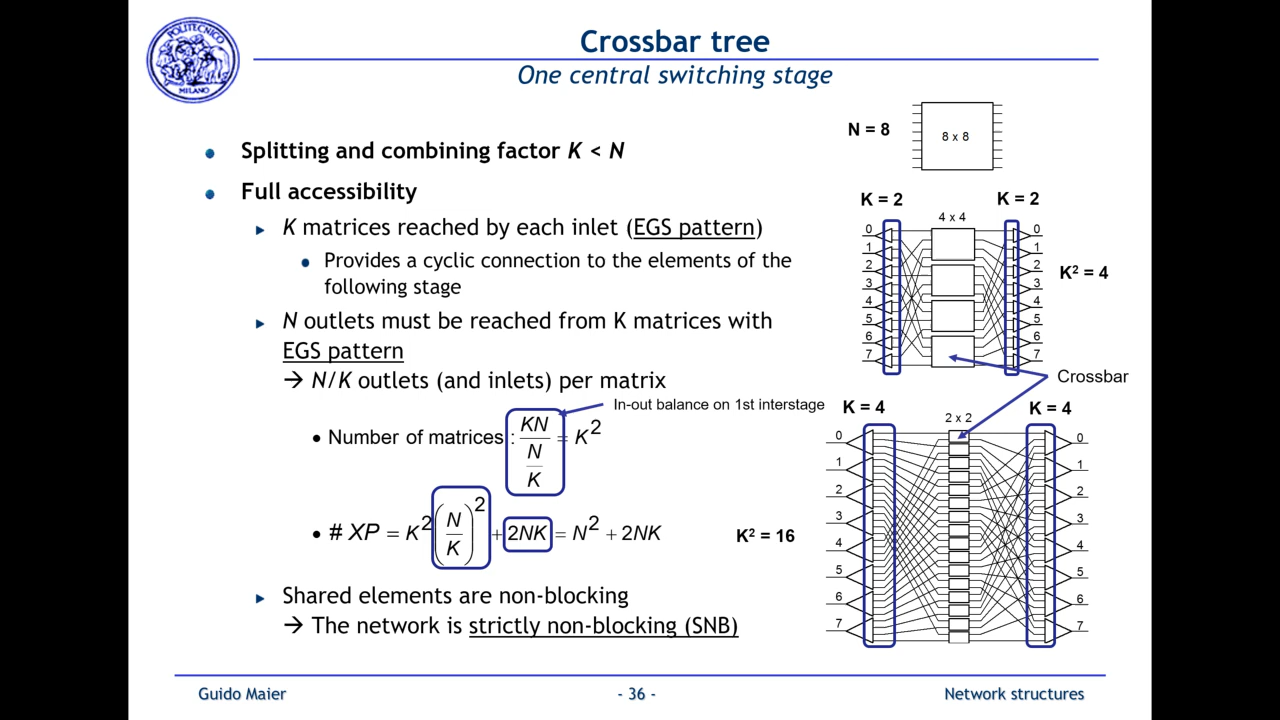 POLITECNICO
MILANO
Crossbar tree
One central switching stage
• Splitting and combining factor K < N
• Full accessibility
K matrices reached by each inlet (EGS pattern)
• Provides a cyclic connection to the elements of the
following stage
N outlets must be reached from K matrices with
EGS pattern
→ N/K outlets (and inlets) per matrix
In-out balance on 1st interstage
• Number of matrices : KN / (N/K) = K²
• # XP = K² (N/K)² + 2NK = N² + 2NK
Shared elements are non-blocking
→ The network is strictly non-blocking (SNB)
N = 8
8 x 8
K = 2
K = 2
4 x 4
0
1
2
3
4
5
6
7
0
1
2
3
4
5
6
7
K² = 4
Crossbar
K = 4
K = 4
2 x 2
0
1
2
3
4
5
6
7
0
1
2
3
4
5
6
7
K² = 16
Guido Maier
- 36 -
Network structures